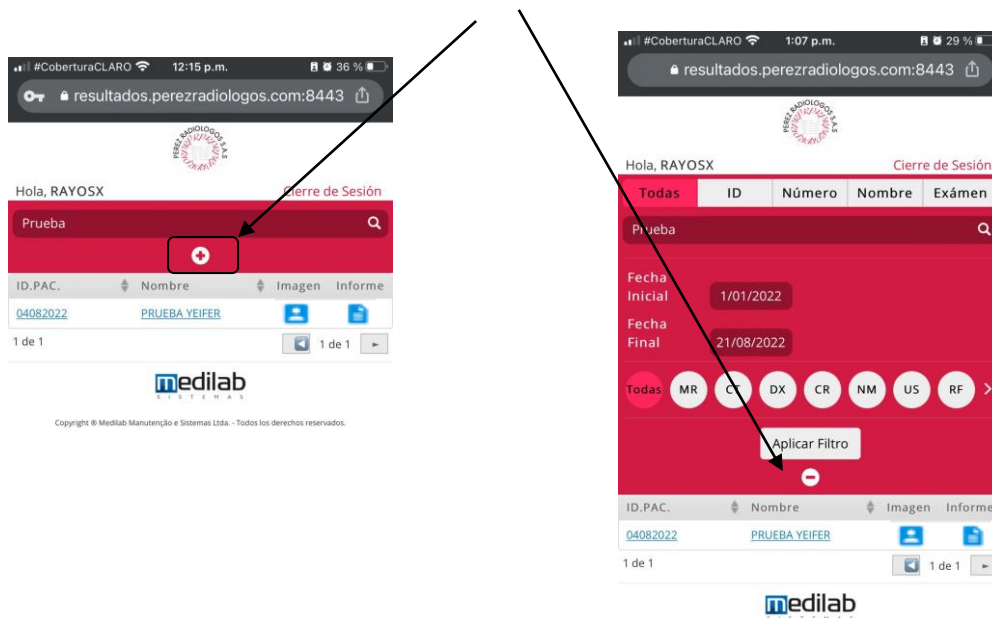 #CoberturaCLARO 12:15 p.m. 36 %
resultados.perezradiologos.com:8443
PEREZ RADIOLOGOS S.A.S
Hola, RAYOSX Cierre de Sesión
Prueba
ID.PAC. Nombre Imagen Informe
04082022 PRUEBA YEIFER
1 de 1 1 de 1
medilab
SISTEMAS
Copyright ® Medilab Manutenção e Sistemas Ltda. - Todos los derechos reservados.
#CoberturaCLARO 1:07 p.m. 29 %
resultados.perezradiologos.com:8443
PEREZ RADIOLOGOS S.A.S
Hola, RAYOSX Cierre de Sesión
Todas ID Número Nombre Exámen
Prueba
Fecha
Inicial 1/01/2022
Fecha
Final 21/08/2022
Todas MR CT DX CR NM US RF
Aplicar Filtro
ID.PAC. Nombre Imagen Informe
04082022 PRUEBA YEIFER
1 de 1 1 de 1
medilab